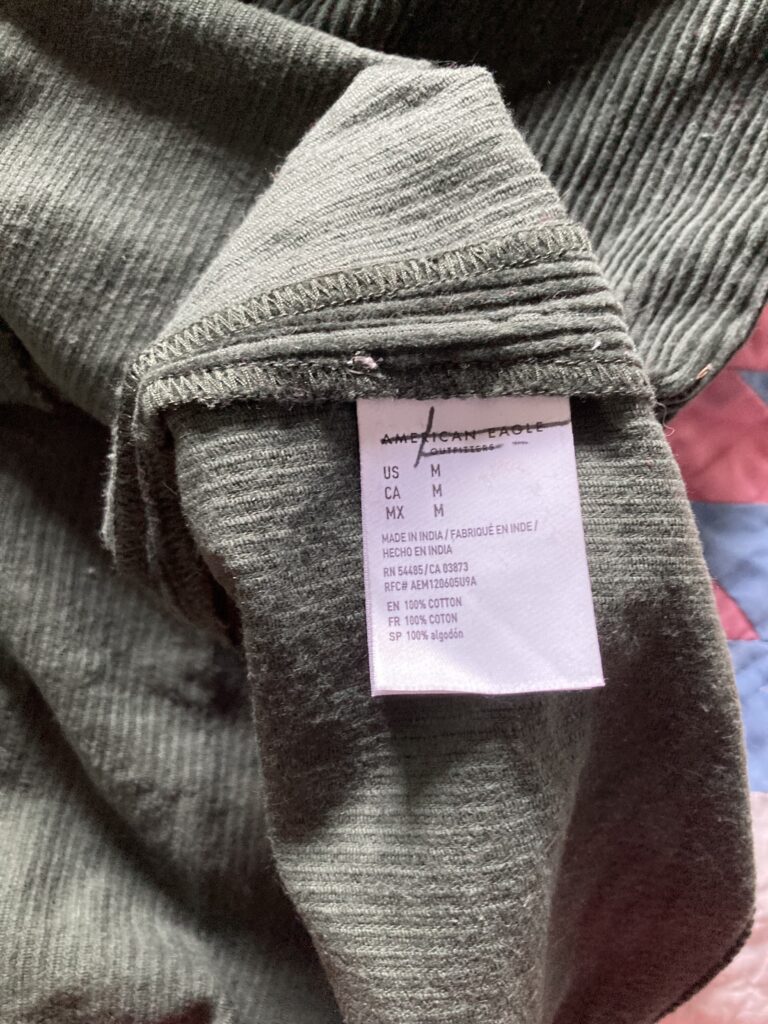 AMERICAN EAGLE
OUTFITTERS
US M
CA M
MX M
MADE IN INDIA / FABRIQUÉ EN INDE /
HECHO EN INDIA
RN 54485/CA 03873
RFC# AEM120605U9A
EN 100% COTTON
FR 100% COTON
SP 100% algodón